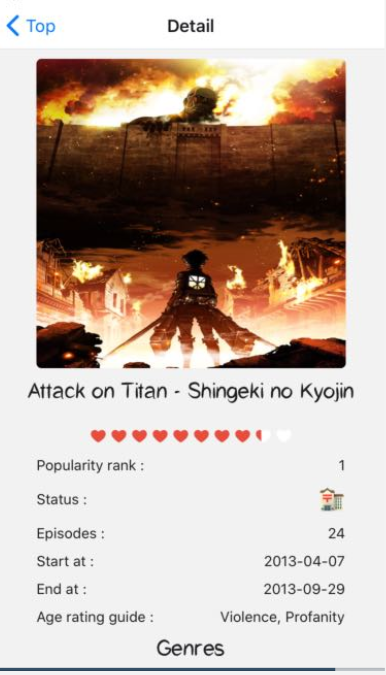 Top
Detail
Attack on Titan - Shingeki no Kyojin
Popularity rank : 1
Status : 🏣
Episodes : 24
Start at : 2013-04-07
End at : 2013-09-29
Age rating guide : Violence, Profanity
Genres